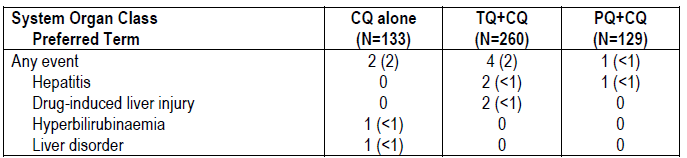 System Organ Class CQ alone TQ+CQ PQ+CQ
Preferred Term (N=133) (N=260) (N=129)
Any event 2 (2) 4 (2) 1 (<1)
Hepatitis 0 2 (<1) 1 (<1)
Drug-induced liver injury 0 2 (<1) 0
Hyperbilirubinaemia 1 (<1) 0 0
Liver disorder 1 (<1) 0 0